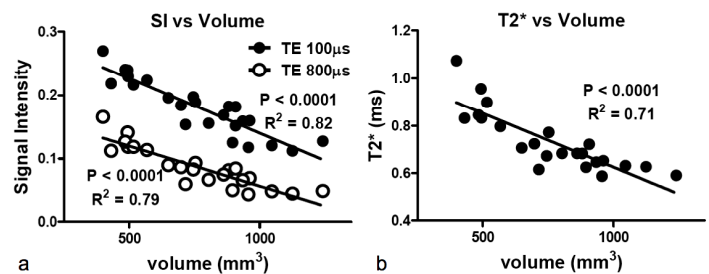 SI vs Volume
TE 100μs
TE 800μs
P < 0.0001
R² = 0.82
P < 0.0001
R² = 0.79
Signal Intensity
0.3
0.2
0.1
0.0
500
1000
volume (mm³)
a
T2* vs Volume
P < 0.0001
R² = 0.71
T2* (ms)
1.2
1.0
0.8
0.6
0.4
500
1000
volume (mm³)
b